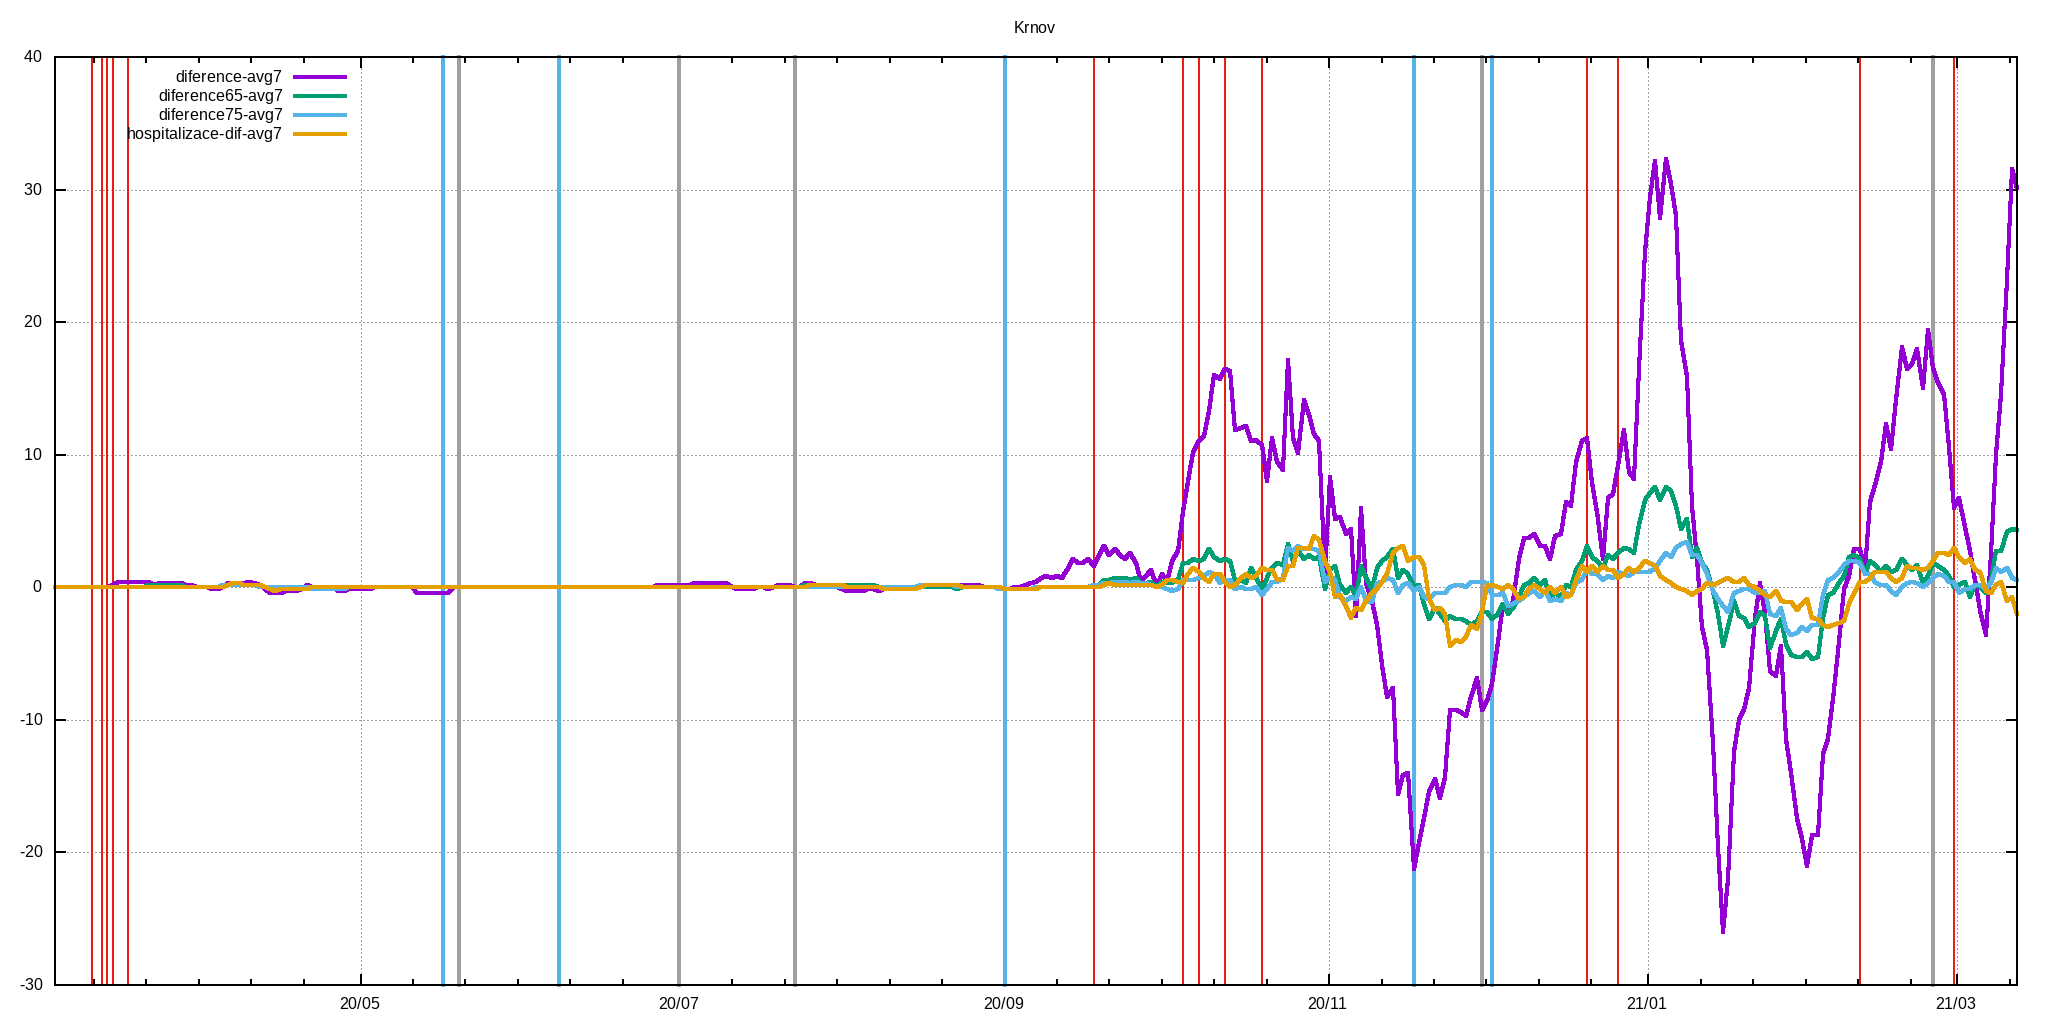 Krnov
40
30
20
10
0
-10
-20
-30
diference-avg7
diference65-avg7
diference75-avg7
hospitalizace-dif-avg7
20/05 20/07 20/09 20/11 21/01 21/03